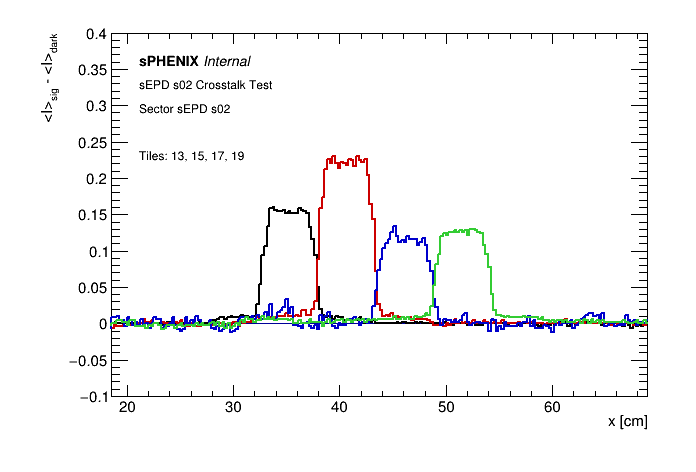 <I>sig - <I>dark
0.4
0.35
0.3
0.25
0.2
0.15
0.1
0.05
0
−0.05
−0.1
sPHENIX Internal
sEPD s02 Crosstalk Test
Sector sEPD s02
Tiles: 13, 15, 17, 19
20 30 40 50 60
x [cm]